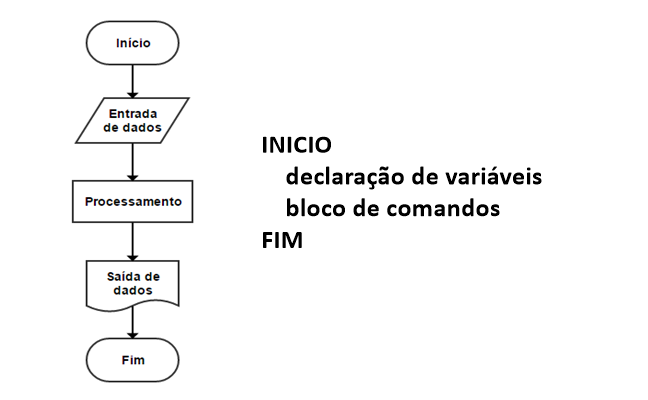 Início
Entrada
de dados
Processamento
Saída de
dados
Fim
INICIO
declaração de variáveis
bloco de comandos
FIM